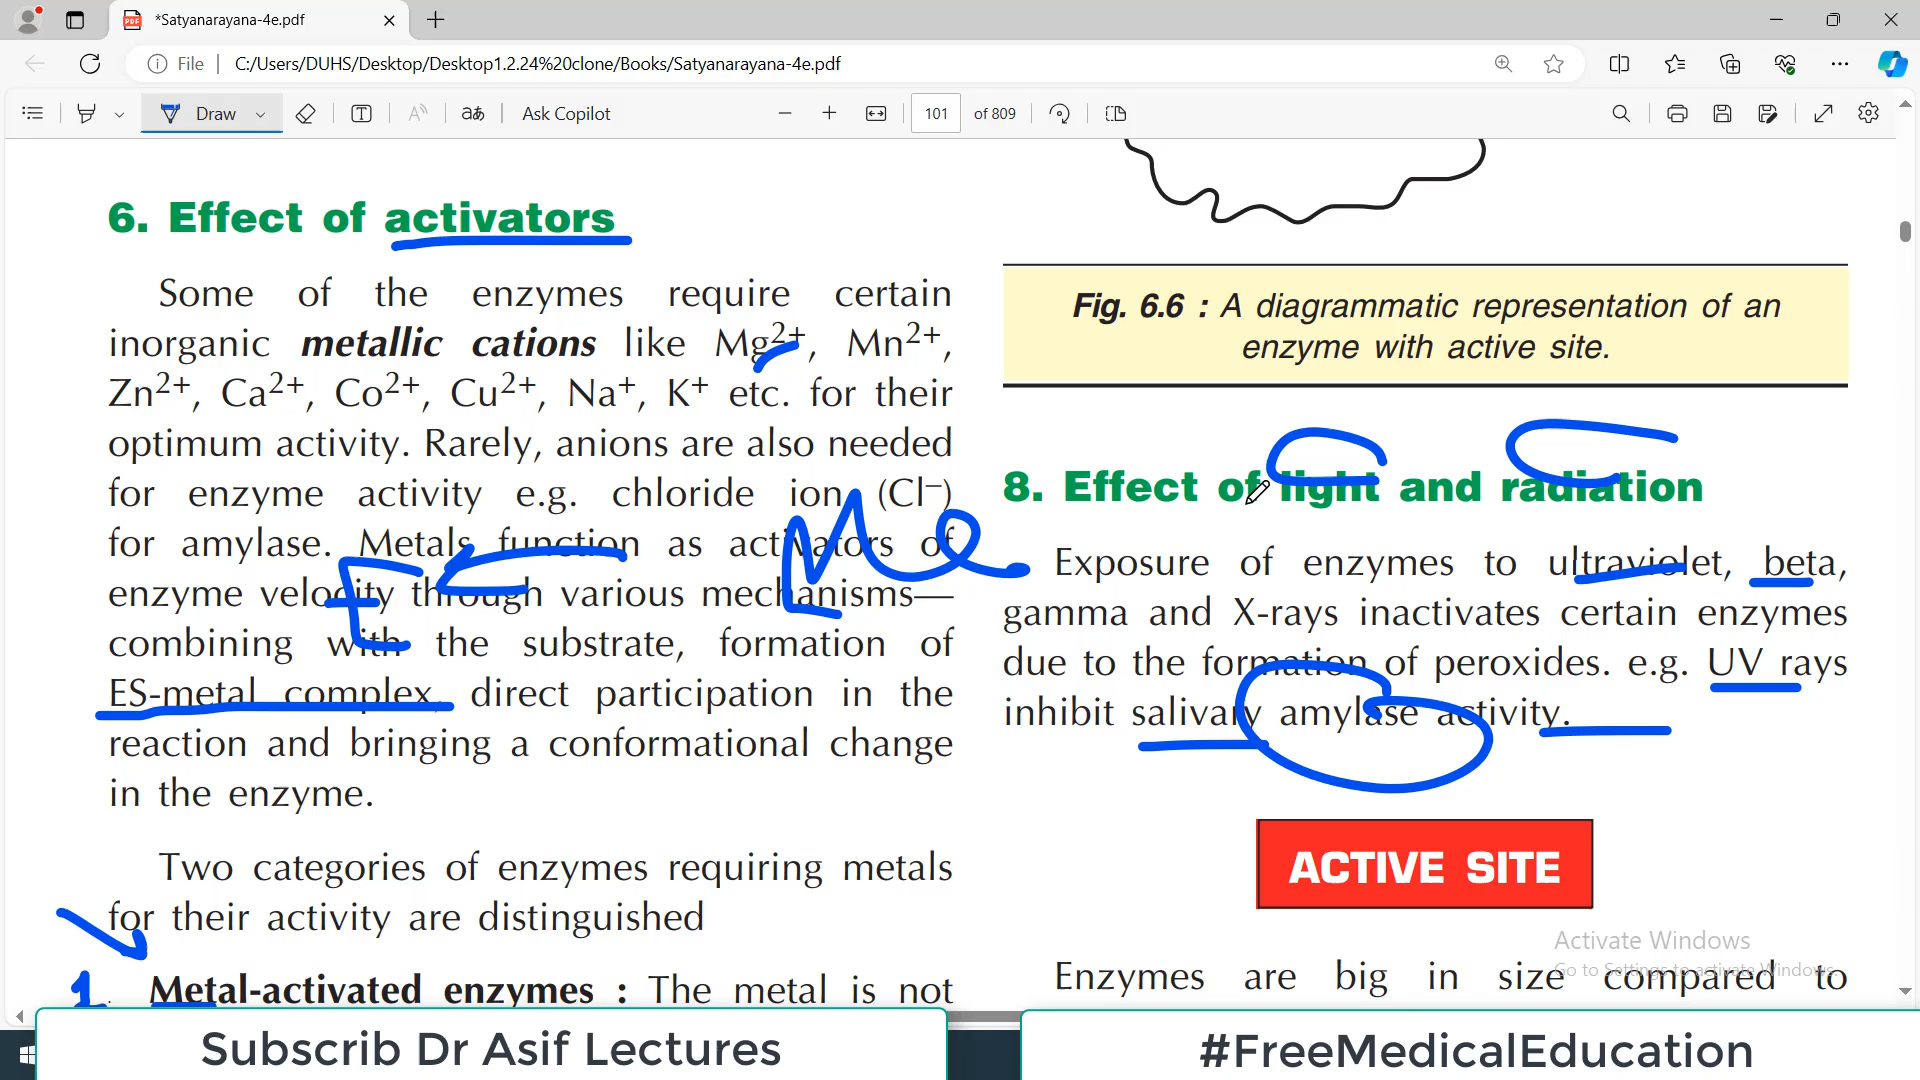 *Satyanarayana-4e.pdf
File
C:/Users/DUHS/Desktop/Desktop1.2.24%20clone/Books/Satyanarayana-4e.pdf
Draw
Ask Copilot
101 of 809
6. Effect of activators
Some of the enzymes require certain
inorganic metallic cations like Mg2+, Mn2+,
Zn2+, Ca2+, Co2+, Cu2+, Na+, K+ etc. for their
optimum activity. Rarely, anions are also needed
for enzyme activity e.g. chloride ion (Cl–)
for amylase. Metals function as activators of
enzyme velocity through various mechanisms—
combining with the substrate, formation of
ES-metal complex, direct participation in the
reaction and bringing a conformational change
in the enzyme.
Two categories of enzymes requiring metals
for their activity are distinguished
1. Metal-activated enzymes : The metal is not
E
Me
Fig. 6.6 : A diagrammatic representation of an
enzyme with active site.
8. Effect of light and radiation
Exposure of enzymes to ultraviolet, beta,
gamma and X-rays inactivates certain enzymes
due to the formation of peroxides. e.g. UV rays
inhibit salivary amylase activity.
ACTIVE SITE
Enzymes are big in size compared to
Activate Windows
Go to Settings to activate Windows.
Subscrib Dr Asif Lectures
#FreeMedicalEducation